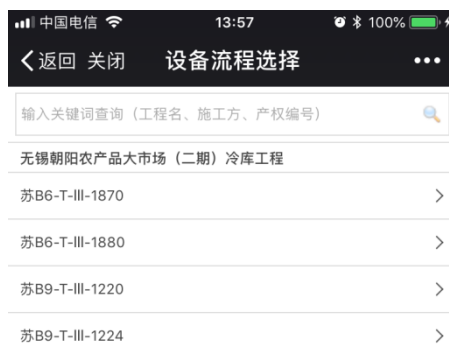 中国电信 13:57 100%
返回 关闭 设备流程选择
输入关键词查询（工程名、施工方、产权编号）
无锡朝阳农产品大市场（二期）冷库工程
苏B6-T-III-1870
苏B6-T-III-1880
苏B9-T-III-1220
苏B9-T-III-1224